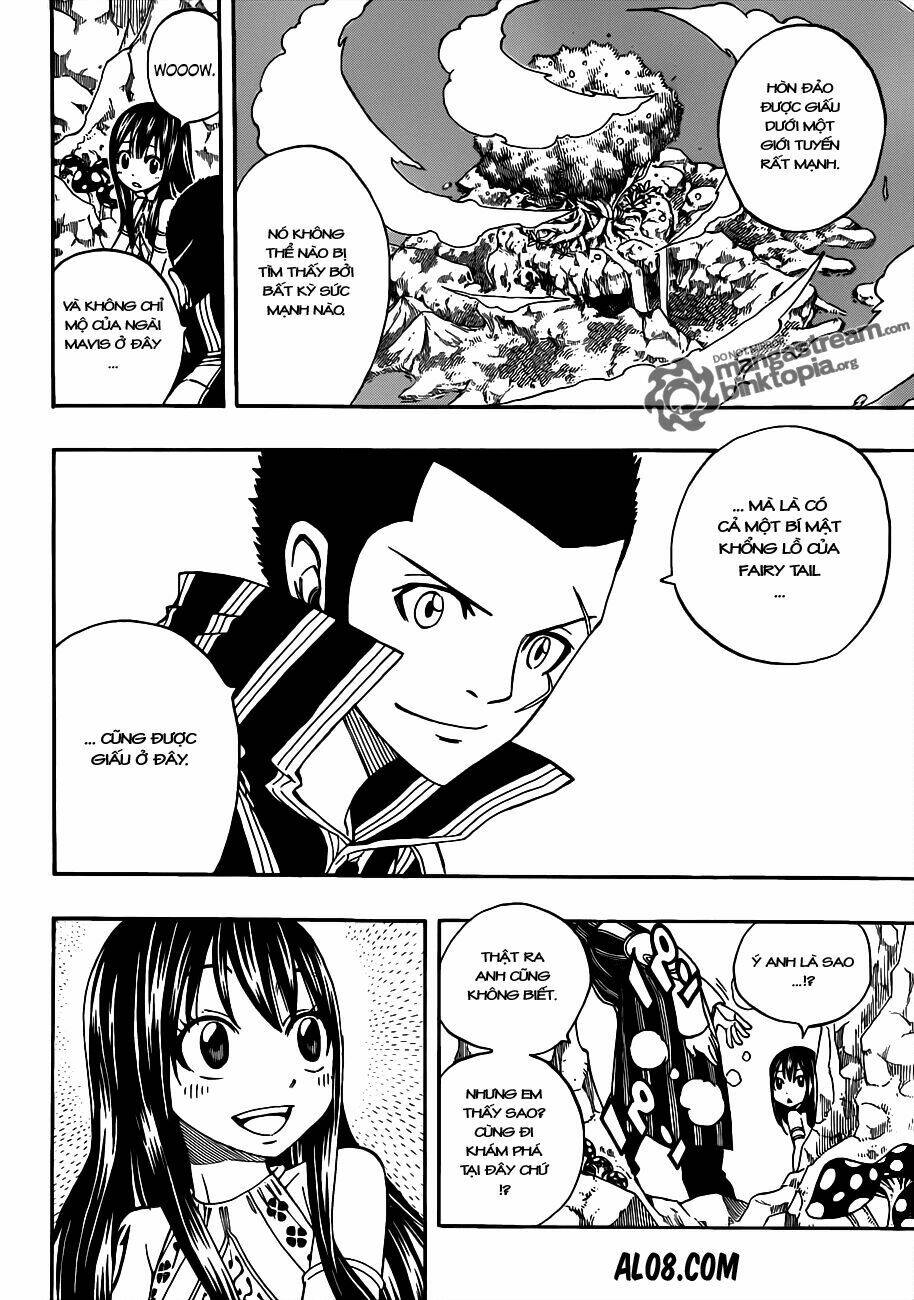 HÒN ĐẢO
ĐƯỢC GIẤU
DƯỚI MỘT
GIỚI TUYẾN
RẤT MẠNH.
NÓ KHÔNG
THỂ NÀO BỊ
TÌM THẤY BỞI
BẤT KỲ SỨC
MẠNH NÀO.
DO NOT MIRROR
mangastream.com
binktopia.org
WOOOW.
VÀ KHÔNG CHỈ
MỘ CỦA NGÀI
MAVIS Ở ĐÂY
...
... MÀ LÀ CÓ
CẢ MỘT BÍ MẬT
KHỔNG LỒ CỦA
FAIRY TAIL
...
... CŨNG ĐƯỢC
GIẤU Ở ĐÂY.
Ý ANH LÀ SAO
...!?
THẬT RA
ANH CŨNG
KHÔNG BIẾT.
NHƯNG EM
THẤY SAO?
CÙNG ĐI
KHÁM PHÁ
TẠI ĐÂY CHỨ
!?
ALO8.COM